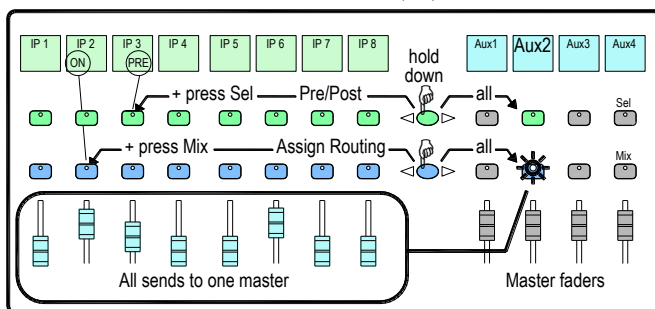 IP 1 IP 2 IP 3 IP 4 IP 5 IP 6 IP 7 IP 8 Aux1 Aux2 Aux3 Aux4
ON PRE
hold
down
+ press Sel Pre/Post all Sel
+ press Mix Assign Routing all Mix
All sends to one master Master faders